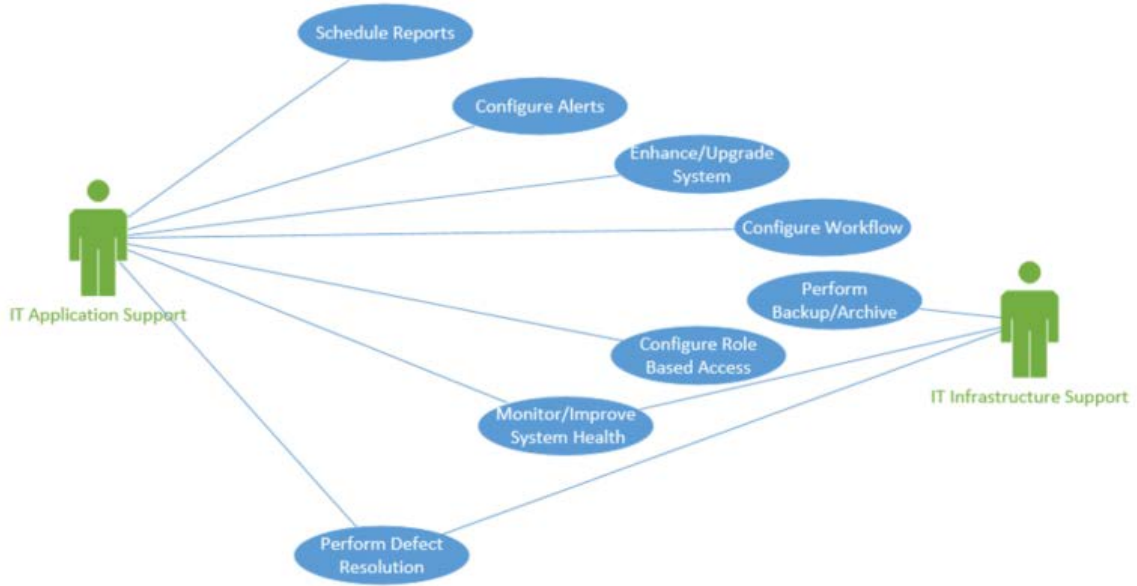 Schedule Reports
Configure Alerts
Enhance/Upgrade
System
Configure Workflow
Perform
Backup/Archive
IT Application Support
Configure Role
Based Access
IT Infrastructure Support
Monitor/Improve
System Health
Perform Defect
Resolution